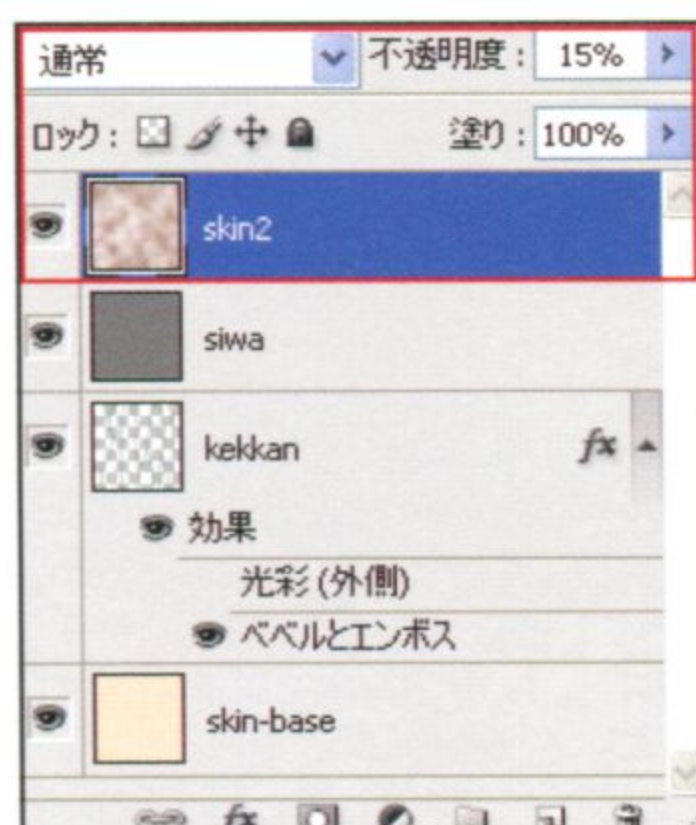 通常 不透明度: 15%
ロック: 塗り: 100%
skin2
siwa
kekkan fx
効果
光彩 (外側)
ベベルとエンボス
skin-base
fx